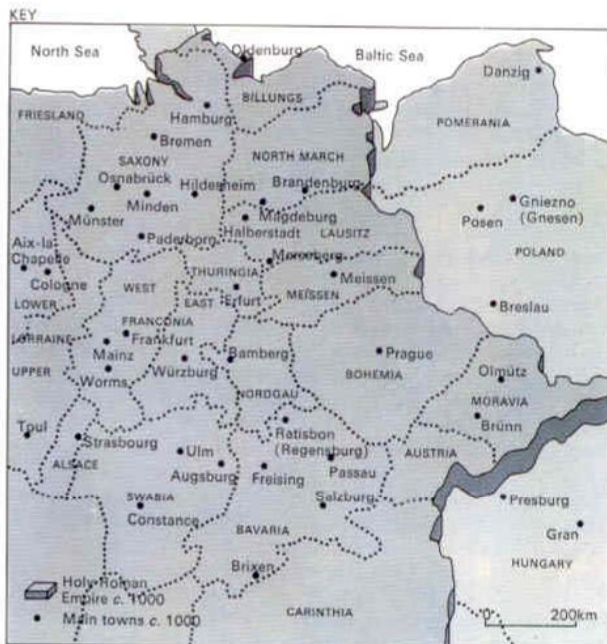 KEY
North Sea
Oldenburg
Baltic Sea
Danzig
FRIESLAND
Hamburg
BILLUNGS
POMERANIA
Bremen
SAXONY
NORTH MARCH
Osnabrück
Hildesheim
Brandenburg
Gniezno
(Gnesen)
Minden
Posen
Münster
Magdeburg
Halberstadt
LAUSITZ
Paderborn
POLAND
Aix-la
Chapelle
Merseberg
Cologne
THURINGIA
Meissen
WEST
EAST
Erfurt
MEISSEN
LOWER
Breslau
FRANCONIA
LORRAINE
Frankfurt
Mainz
Bamberg
Prague
UPPER
Worms
Würzburg
BOHEMIA
Olmütz
NORDGAU
MORAVIA
Toul
Strasbourg
Ratisbon
(Regensburg)
Brünn
ALSACE
Ulm
AUSTRIA
Augsburg
Freising
Passau
SWABIA
Salzburg
Presburg
Constance
BAVARIA
Gran
Brixen
HUNGARY
Holy Roman
Empire c. 1000
Main towns c. 1000
CARINTHIA
0 200km